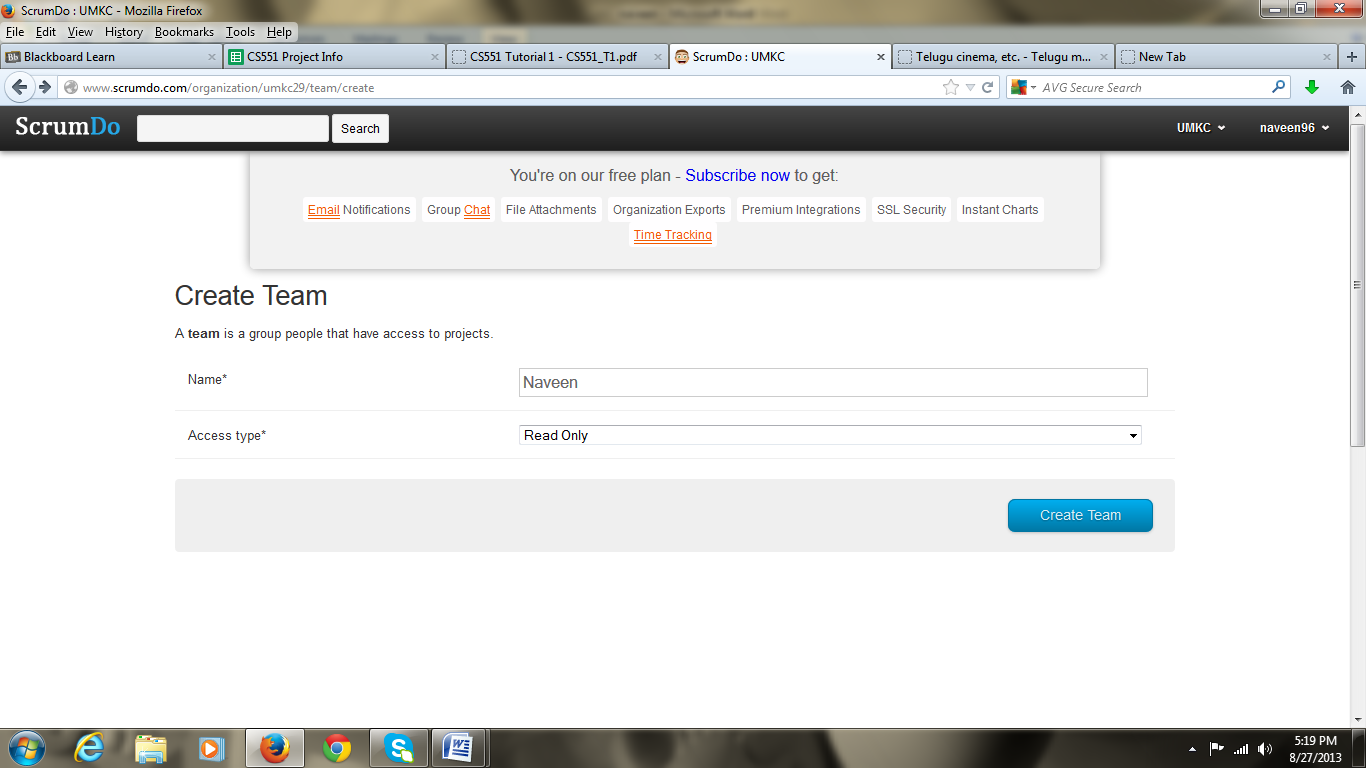 ScrumDo : UMKC - Mozilla Firefox
File Edit View History Bookmarks Tools Help
Bb Blackboard Learn
CS551 Project Info
CS551 Tutorial 1 - CS551_T1.pdf
ScrumDo : UMKC
Telugu cinema, etc. - Telugu m...
New Tab
www.scrumdo.com/organization/umkc29/team/create
AVG Secure Search
ScrumDo Search UMKC naveen96
You're on our free plan - Subscribe now to get:
Email Notifications Group Chat File Attachments Organization Exports Premium Integrations SSL Security Instant Charts
Time Tracking
Create Team
A team is a group people that have access to projects.
Name* Naveen
Access type* Read Only
Create Team
5:19 PM
8/27/2013